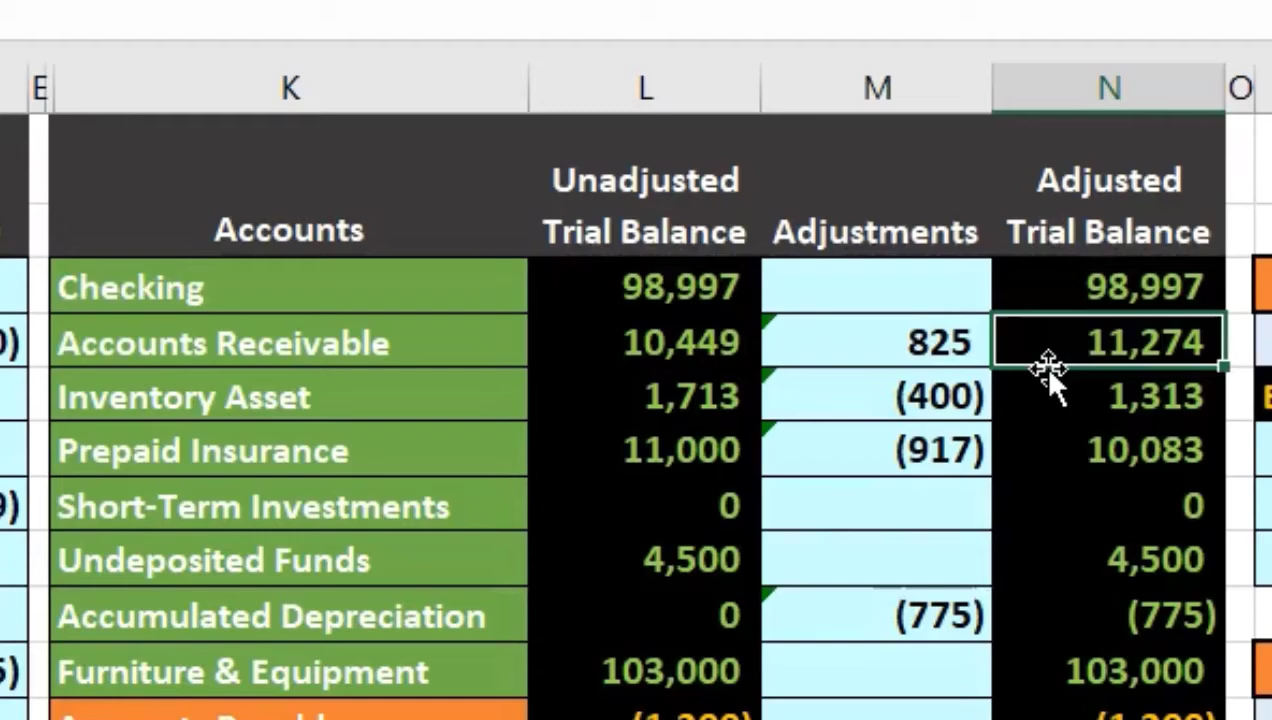 E K L M N O
Unadjusted Adjusted
Accounts Trial Balance Adjustments Trial Balance
Checking 98,997 98,997
Accounts Receivable 10,449 825 11,274
Inventory Asset 1,713 (400) 1,313
Prepaid Insurance 11,000 (917) 10,083
Short-Term Investments 0 0
Undeposited Funds 4,500 4,500
Accumulated Depreciation 0 (775) (775)
Furniture & Equipment 103,000 103,000